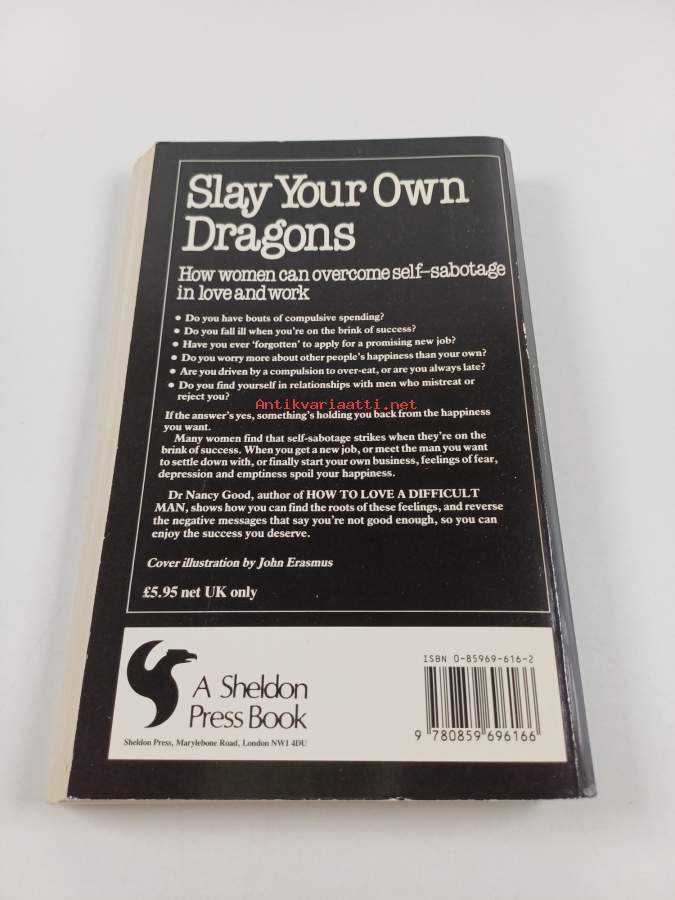 Slay Your Own
Dragons
How women can overcome self-sabotage
in love and work
• Do you have bouts of compulsive spending?
• Do you fall ill when you're on the brink of success?
• Have you ever 'forgotten' to apply for a promising new job?
• Do you worry more about other people's happiness than your own?
• Are you driven by a compulsion to over-eat, or are you always late?
• Do you find yourself in relationships with men who mistreat or
reject you?
Antikvariaatti.net
If the answer's yes, something's holding you back from the happiness
you want.
Many women find that self-sabotage strikes when they're on the
brink of success. When you get a new job, or meet the man you want
to settle down with, or finally start your own business, feelings of fear,
depression and emptiness spoil your happiness.
Dr Nancy Good, author of HOW TO LOVE A DIFFICULT
MAN, shows how you can find the roots of these feelings, and reverse
the negative messages that say you're not good enough, so you can
enjoy the success you deserve.
Cover illustration by John Erasmus
£5.95 net UK only
A Sheldon
Press Book
Sheldon Press, Marylebone Road, London NW1 4DU
ISBN 0-85969-616-2
9 780859 696166